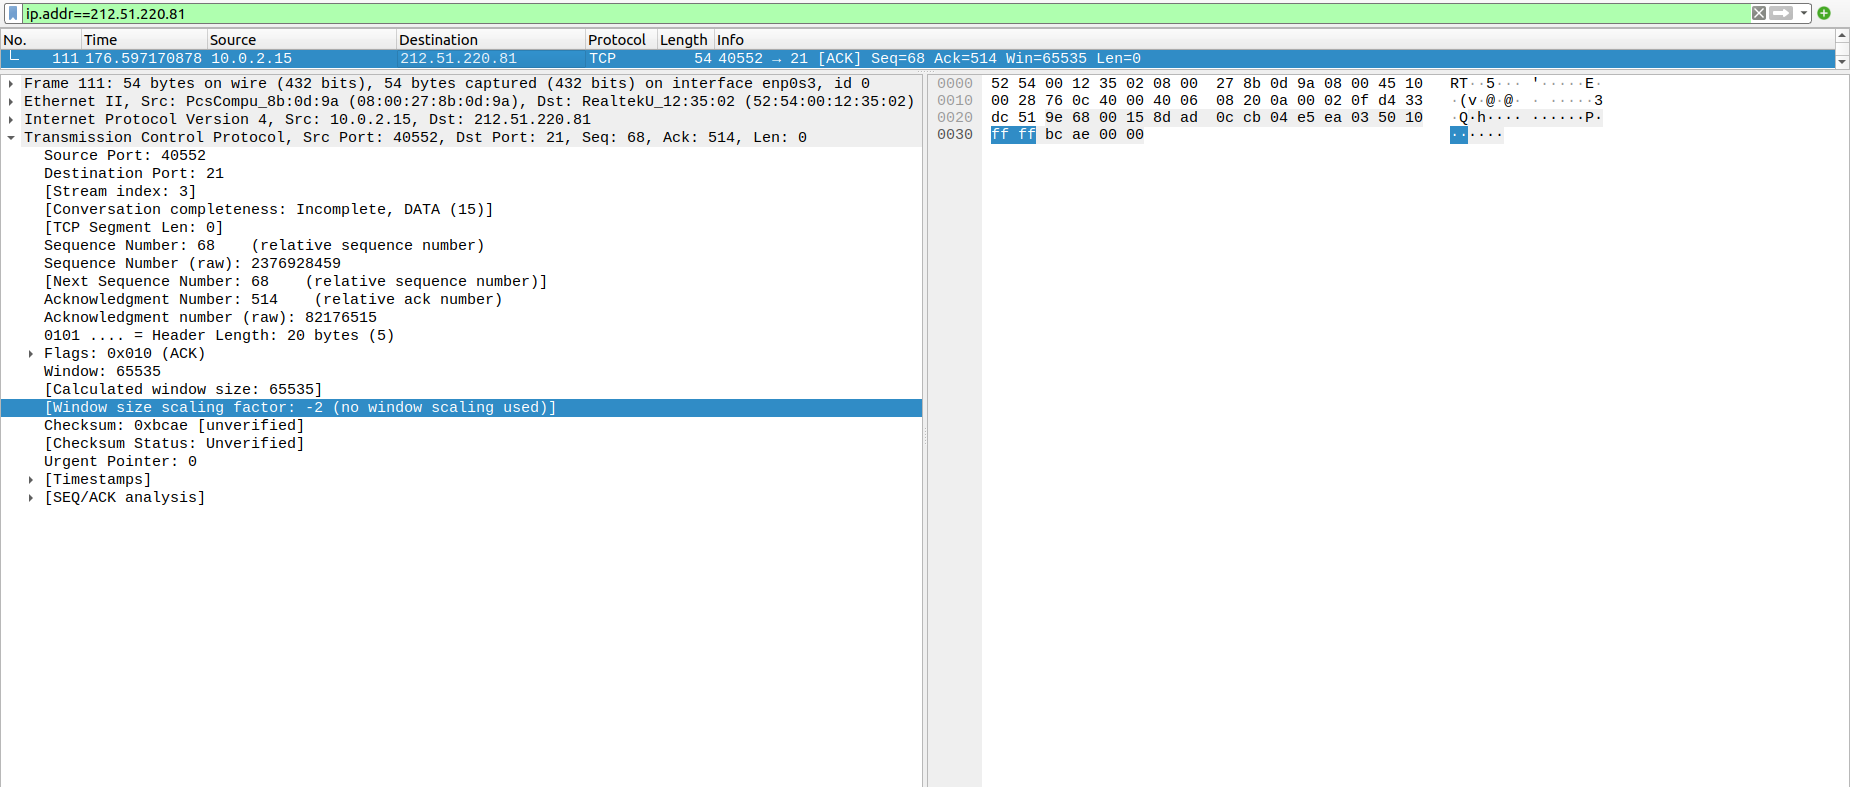 ip.addr==212.51.220.81
No. Time Source Destination Protocol Length Info
111 176.597170878 10.0.2.15 212.51.220.81 TCP 54 40552 → 21 [ACK] Seq=68 Ack=514 Win=65535 Len=0
Frame 111: 54 bytes on wire (432 bits), 54 bytes captured (432 bits) on interface enp0s3, id 0
Ethernet II, Src: PcsCompu_8b:0d:9a (08:00:27:8b:0d:9a), Dst: RealtekU_12:35:02 (52:54:00:12:35:02)
Internet Protocol Version 4, Src: 10.0.2.15, Dst: 212.51.220.81
Transmission Control Protocol, Src Port: 40552, Dst Port: 21, Seq: 68, Ack: 514, Len: 0
Source Port: 40552
Destination Port: 21
[Stream index: 3]
[Conversation completeness: Incomplete, DATA (15)]
[TCP Segment Len: 0]
Sequence Number: 68    (relative sequence number)
Sequence Number (raw): 2376928459
[Next Sequence Number: 68    (relative sequence number)]
Acknowledgment Number: 514    (relative ack number)
Acknowledgment number (raw): 82176515
0101 .... = Header Length: 20 bytes (5)
Flags: 0x010 (ACK)
Window: 65535
[Calculated window size: 65535]
[Window size scaling factor: -2 (no window scaling used)]
Checksum: 0xbcae [unverified]
[Checksum Status: Unverified]
Urgent Pointer: 0
[Timestamps]
[SEQ/ACK analysis]
0000 52 54 00 12 35 02 08 00 27 8b 0d 9a 08 00 45 10 RT··5··· '·····E·
0010 00 28 76 0c 40 00 40 06 08 20 0a 00 02 0f d4 33 ·(v·@·@· · ·····3
0020 dc 51 9e 68 00 15 8d ad 0c cb 04 e5 ea 03 50 10 ·Q·h···· ······P·
0030 ff ff bc ae 00 00 ······